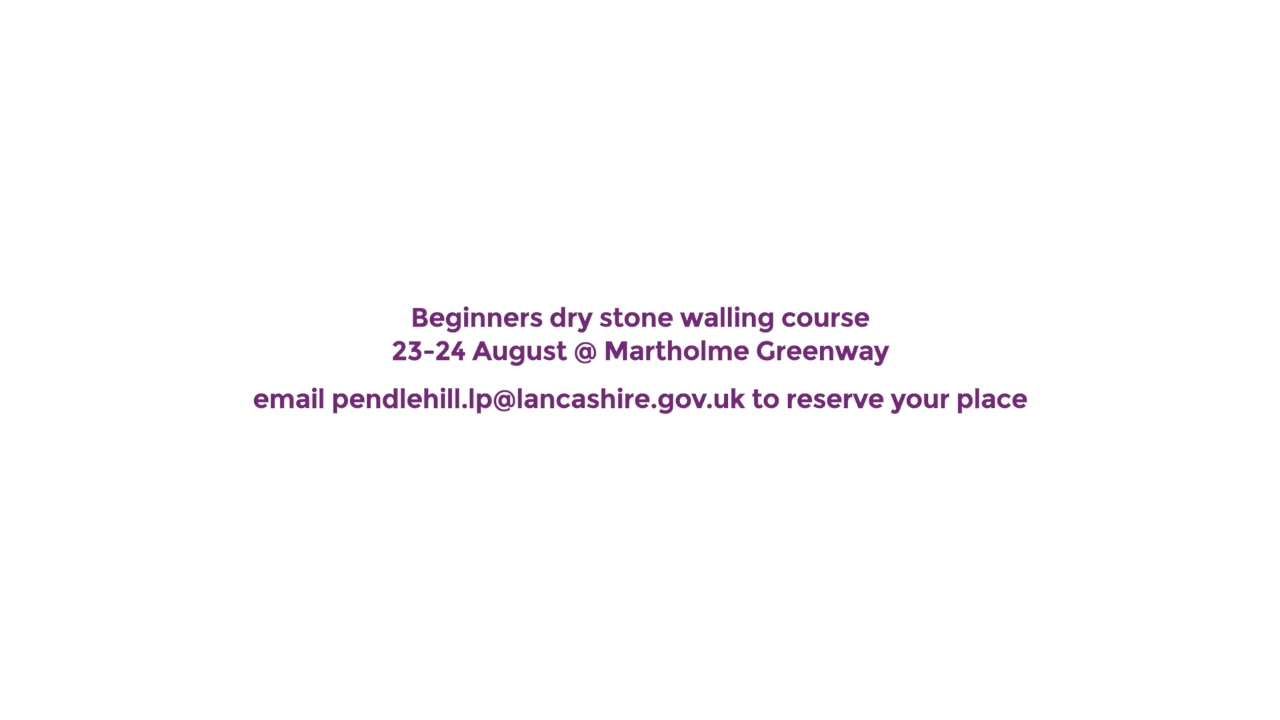 Beginners dry stone walling course
23-24 August @ Martholme Greenway
email pendlehill.lp@lancashire.gov.uk to reserve your place